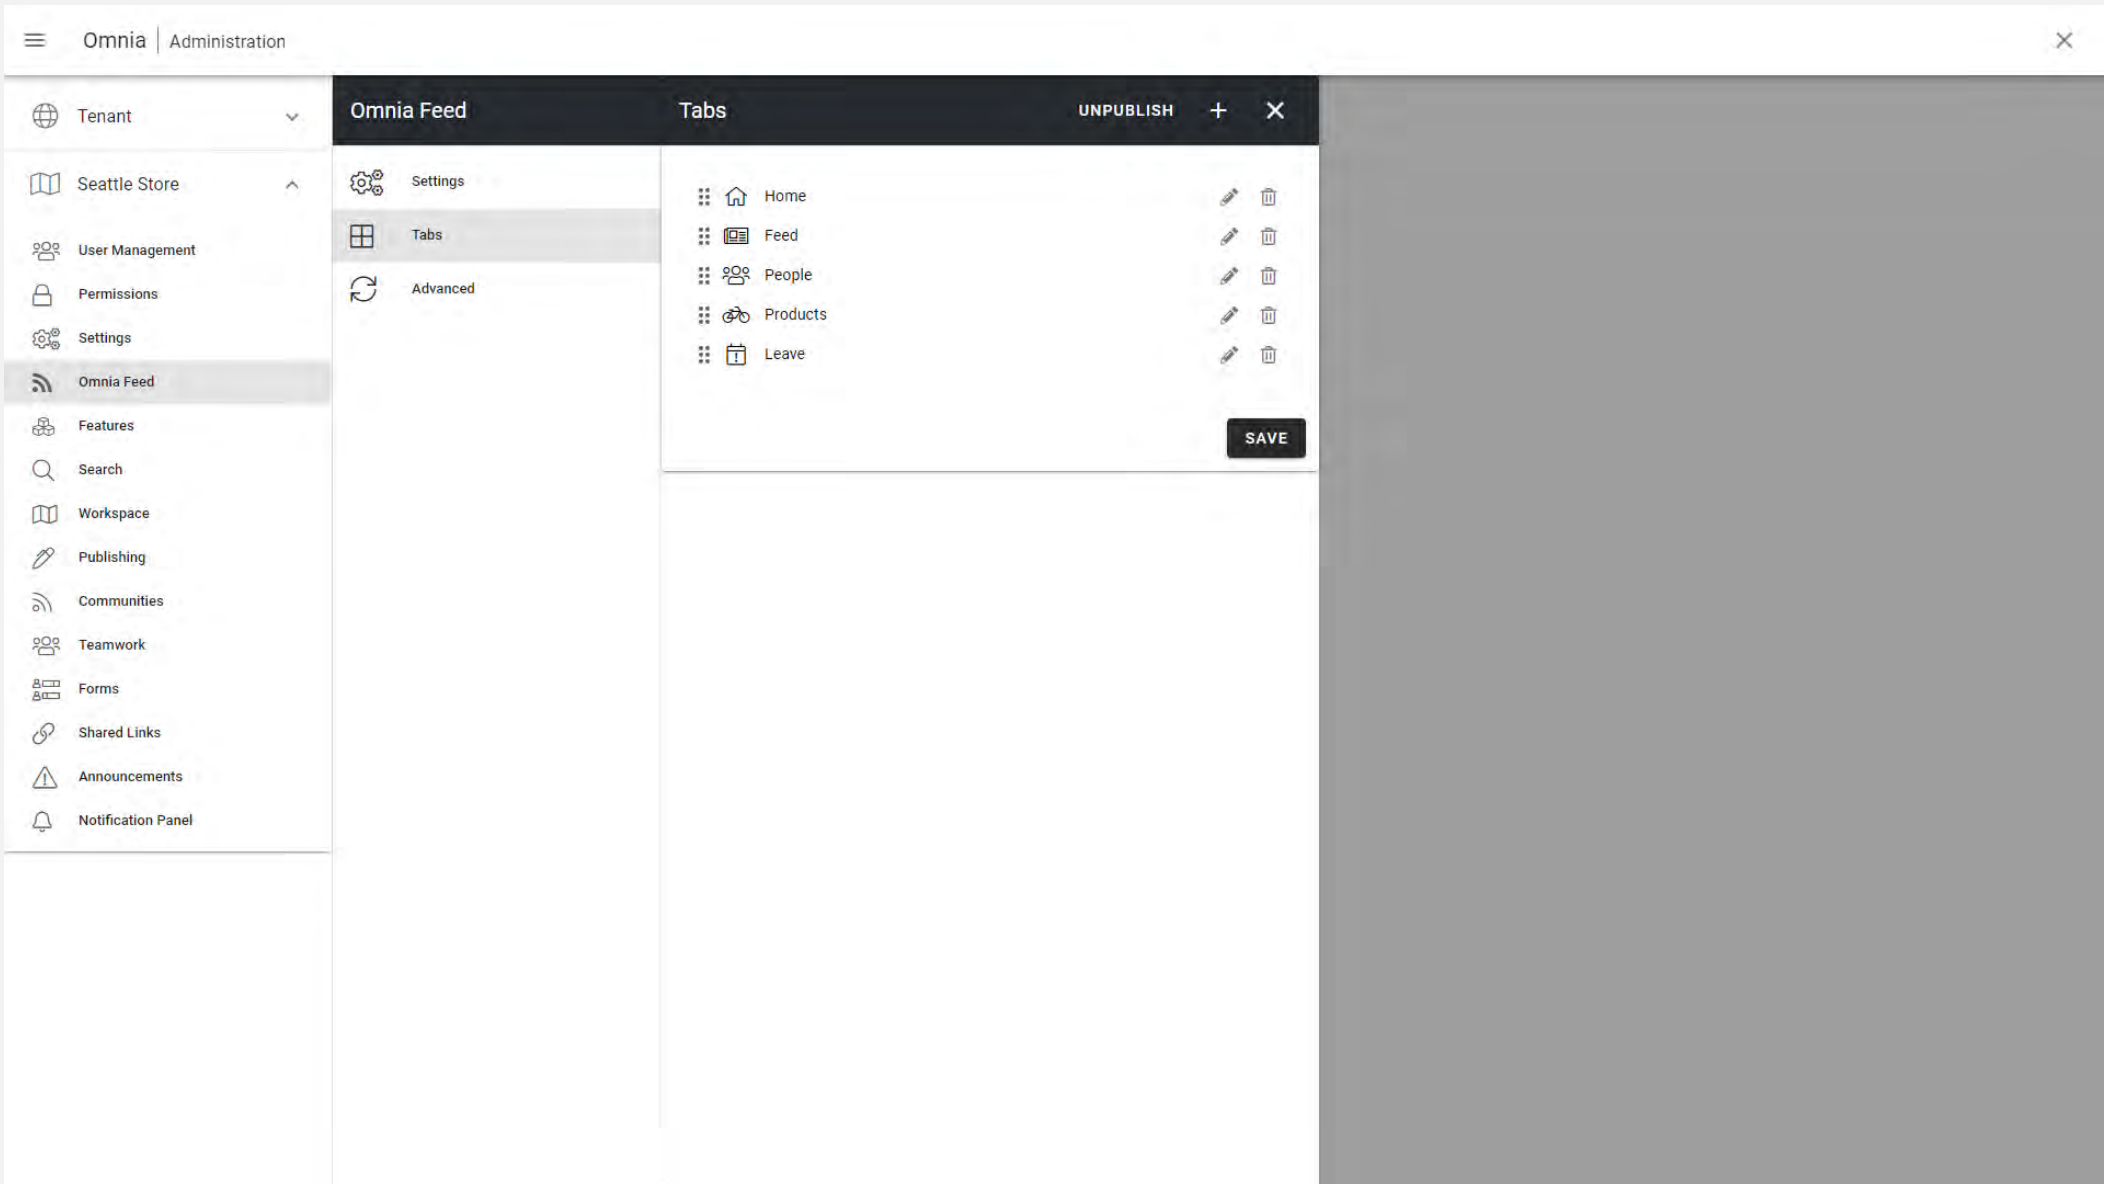 Omnia | Administration
Tenant
Seattle Store
User Management
Permissions
Settings
Omnia Feed
Features
Search
Workspace
Publishing
Communities
Teamwork
Forms
Shared Links
Announcements
Notification Panel
Omnia Feed
Settings
Tabs
Advanced
Tabs
UNPUBLISH
Home
Feed
People
Products
Leave
SAVE